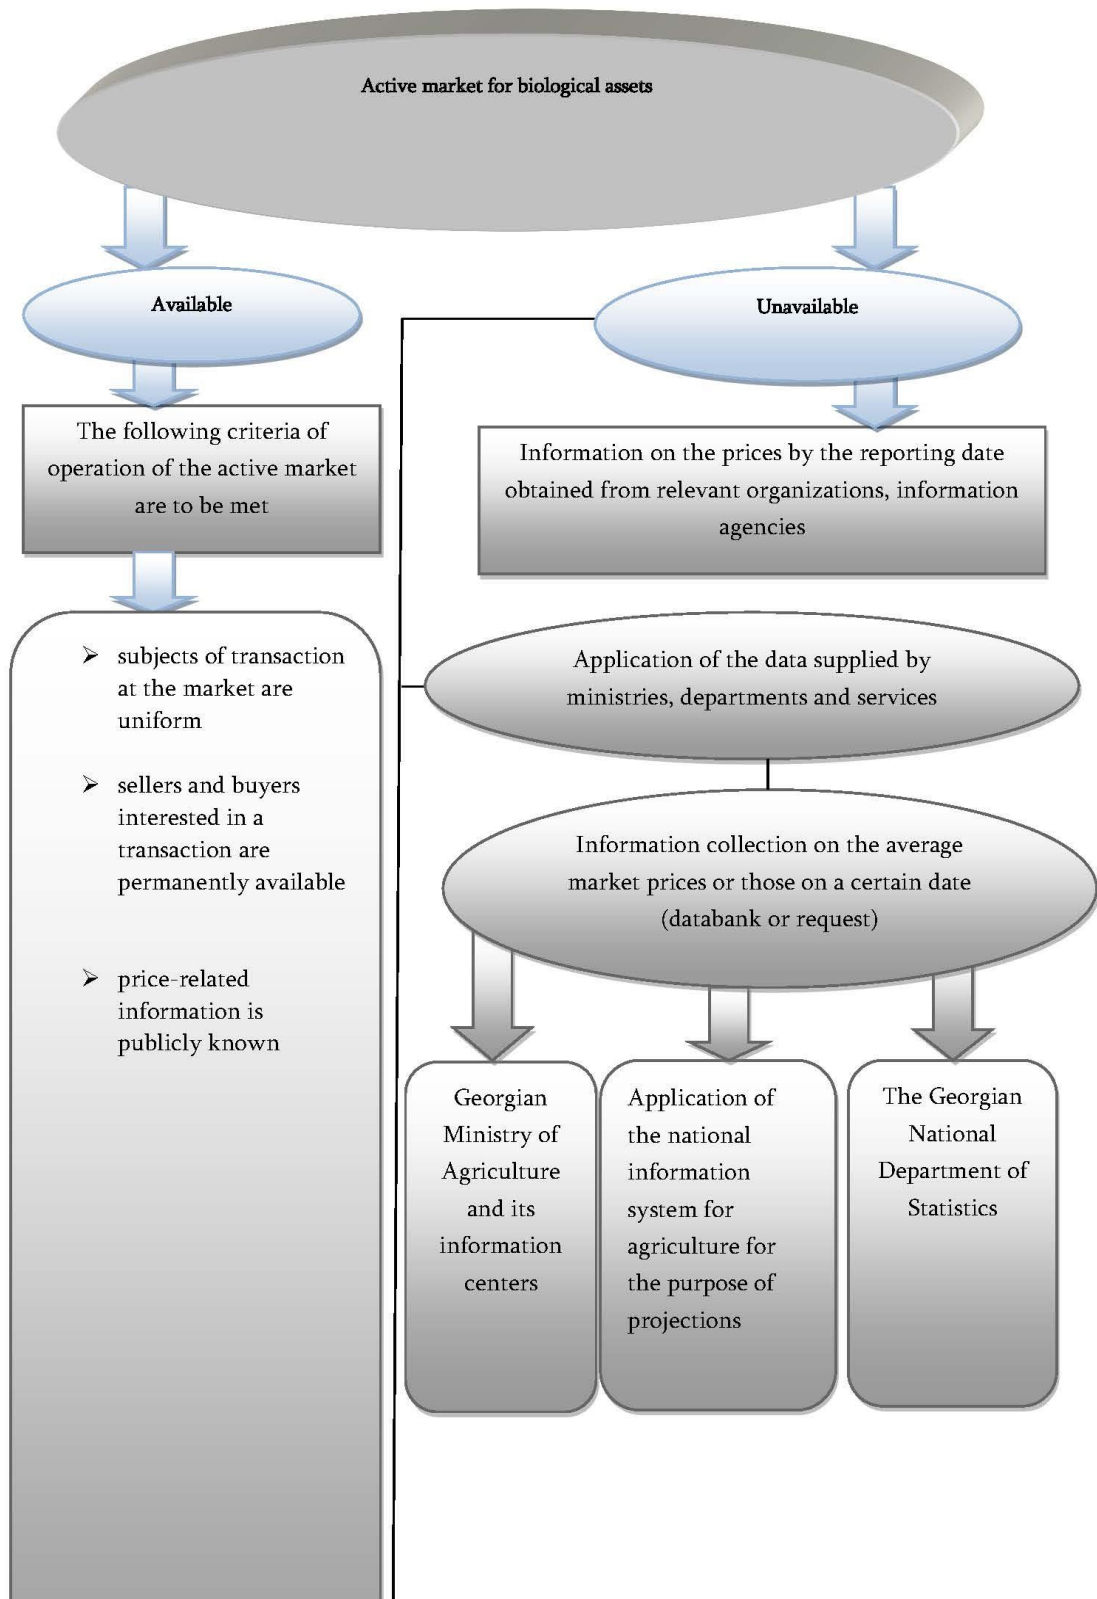 Active market for biological assets
Available
Unavailable
The following criteria of
operation of the active market
are to be met
Information on the prices by the reporting date
obtained from relevant organizations, information
agencies
➢ subjects of transaction
at the market are
uniform
➢ sellers and buyers
interested in a
transaction are
permanently available
➢ price-related
information is
publicly known
Application of the data supplied by
ministries, departments and services
Information collection on the average
market prices or those on a certain date
(databank or request)
Georgian
Ministry of
Agriculture
and its
information
centers
Application of
the national
information
system for
agriculture for
the purpose of
projections
The Georgian
National
Department of
Statistics